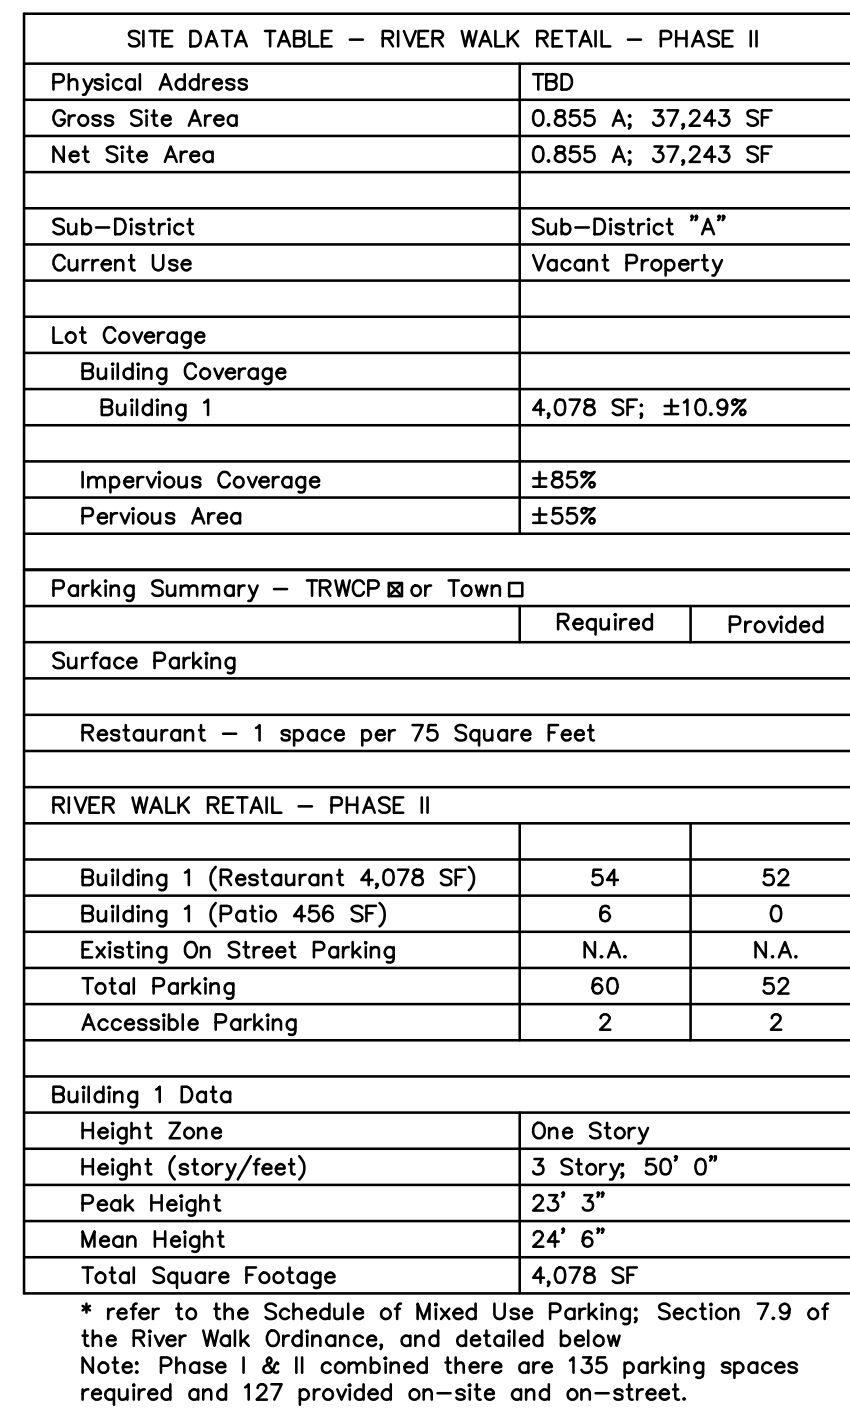 SITE DATA TABLE – RIVER WALK RETAIL – PHASE II
Physical Address TBD
Gross Site Area 0.855 A; 37,243 SF
Net Site Area 0.855 A; 37,243 SF
Sub–District Sub–District "A"
Current Use Vacant Property
Lot Coverage
Building Coverage
Building 1 4,078 SF; ±10.9%
Impervious Coverage ±85%
Pervious Area ±55%
Parking Summary – TRWCP ☒ or Town ☐
Required Provided
Surface Parking
Restaurant – 1 space per 75 Square Feet
RIVER WALK RETAIL – PHASE II
Building 1 (Restaurant 4,078 SF) 54 52
Building 1 (Patio 456 SF) 6 0
Existing On Street Parking N.A. N.A.
Total Parking 60 52
Accessible Parking 2 2
Building 1 Data
Height Zone One Story
Height (story/feet) 3 Story; 50' 0"
Peak Height 23' 3"
Mean Height 24' 6"
Total Square Footage 4,078 SF
* refer to the Schedule of Mixed Use Parking; Section 7.9 of
the River Walk Ordinance, and detailed below
Note: Phase I & II combined there are 135 parking spaces
required and 127 provided on–site and on–street.